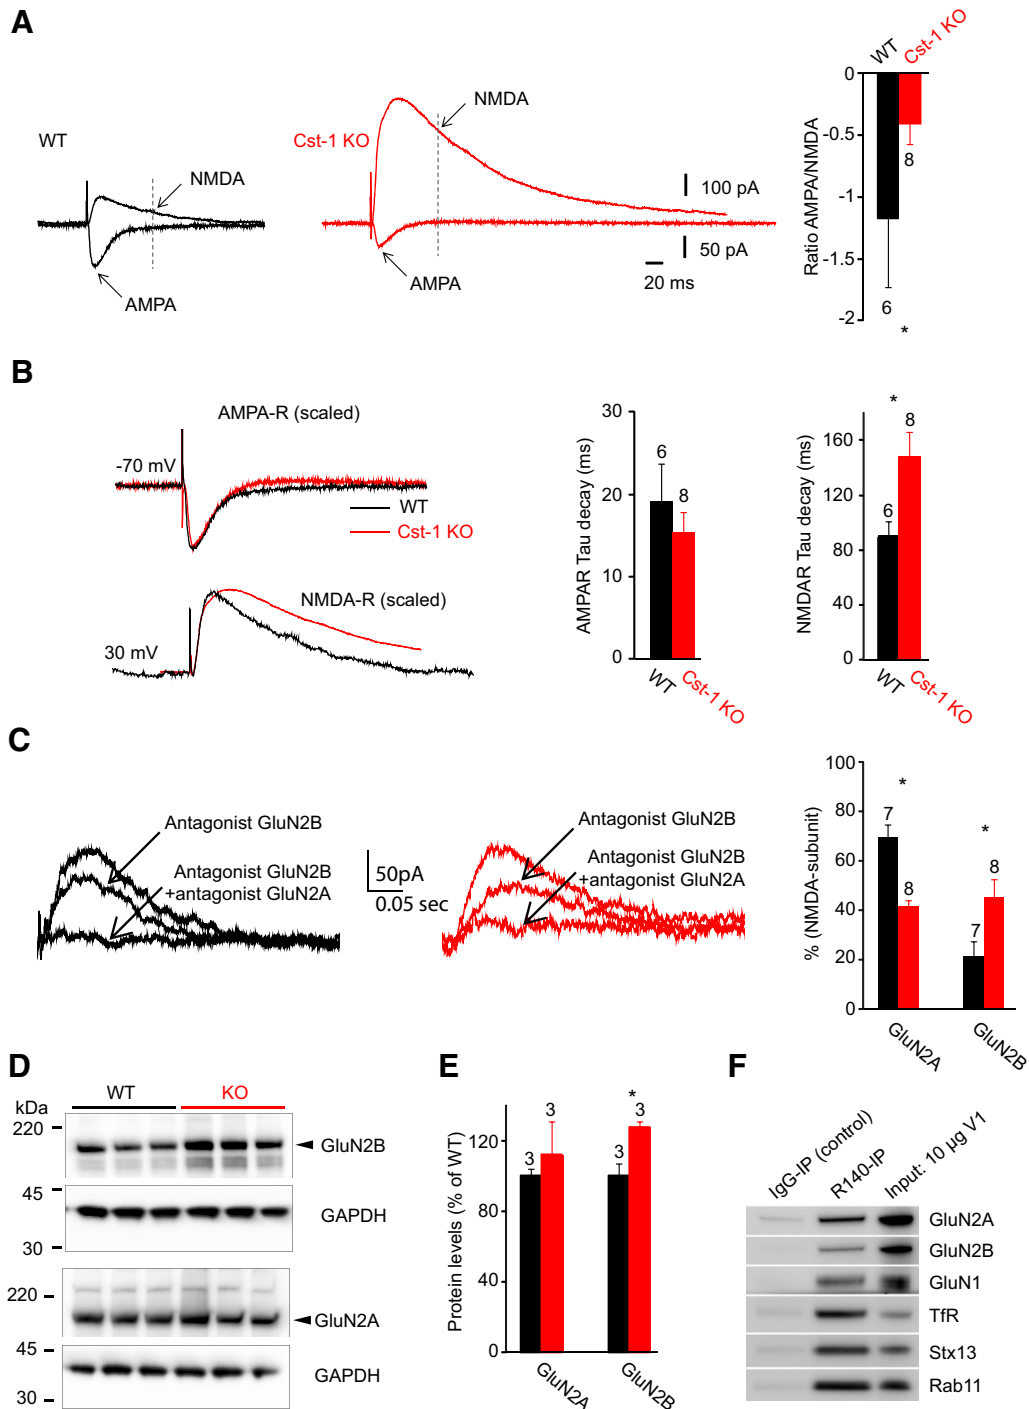 A
WT
NMDA
AMPA
Cst-1 KO
NMDA
AMPA
100 pA
50 pA
20 ms
WT
Cst-1 KO
0
-0.5
-1
-1.5
-2
Ratio AMPA/NMDA
6
8
*
B
AMPA-R (scaled)
-70 mV
WT
Cst-1 KO
NMDA-R (scaled)
30 mV
AMPAR Tau decay (ms)
30
20
10
0
6
8
WT
Cst-1 KO
NMDAR Tau decay (ms)
160
120
80
40
0
*
6
8
WT
Cst-1 KO
C
Antagonist GluN2B
Antagonist GluN2B
+antagonist GluN2A
50pA
0.05 sec
Antagonist GluN2B
Antagonist GluN2B
+antagonist GluN2A
% (NMDA-subunit)
100
80
60
40
20
0
*
7
8
*
7
8
GluN2A
GluN2B
D
WT
KO
kDa
220
GluN2B
45
GAPDH
30
220
GluN2A
45
GAPDH
30
E
Protein levels (% of WT)
120
80
40
0
3
3
*
3
3
GluN2A
GluN2B
F
IgG-IP (control)
R140-IP
Input: 10 µg V1
GluN2A
GluN2B
GluN1
TfR
Stx13
Rab11